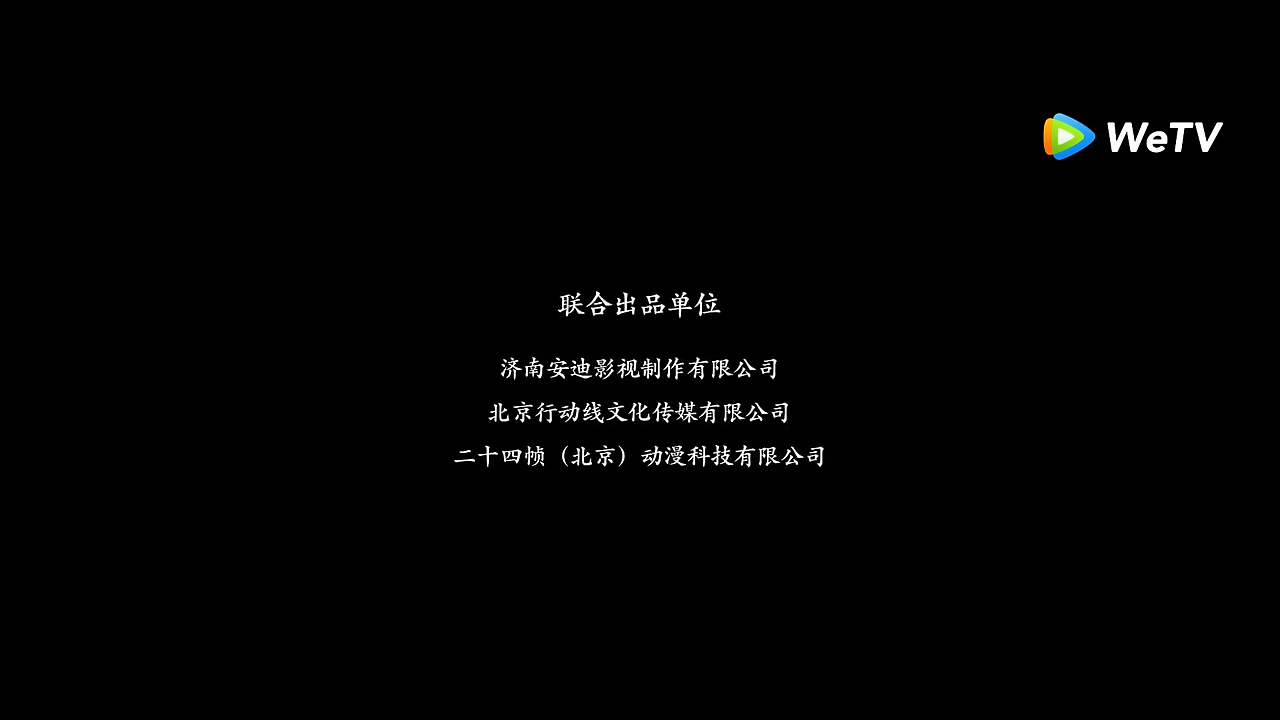 WeTV
联合出品单位
济南安迪影视制作有限公司
北京行动线文化传媒有限公司
二十四帧（北京）动漫科技有限公司